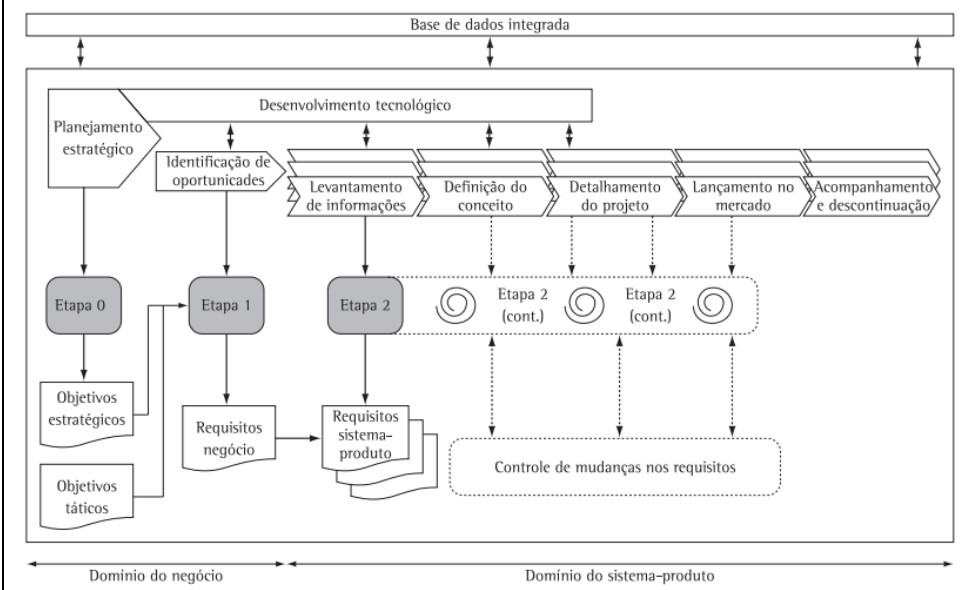 Base de dados integrada
Desenvolvimento tecnológico
Planejamento
estratégico
Identificação de
oportunicades
Levantamento
de informações
Definição do
conceito
Detalhamento
do projeto
Lançamento no
mercado
Acompanhamento
e descontinuação
Etapa 0
Etapa 1
Etapa 2
Etapa 2
(cont.)
Etapa 2
(cont.)
Objetivos
estratégicos
Requisitos
negócio
Requisitos
sistema-
produto
Controle de mudanças nos requisitos
Objetivos
táticos
Domínio do negócio
Domínio do sistema-produto